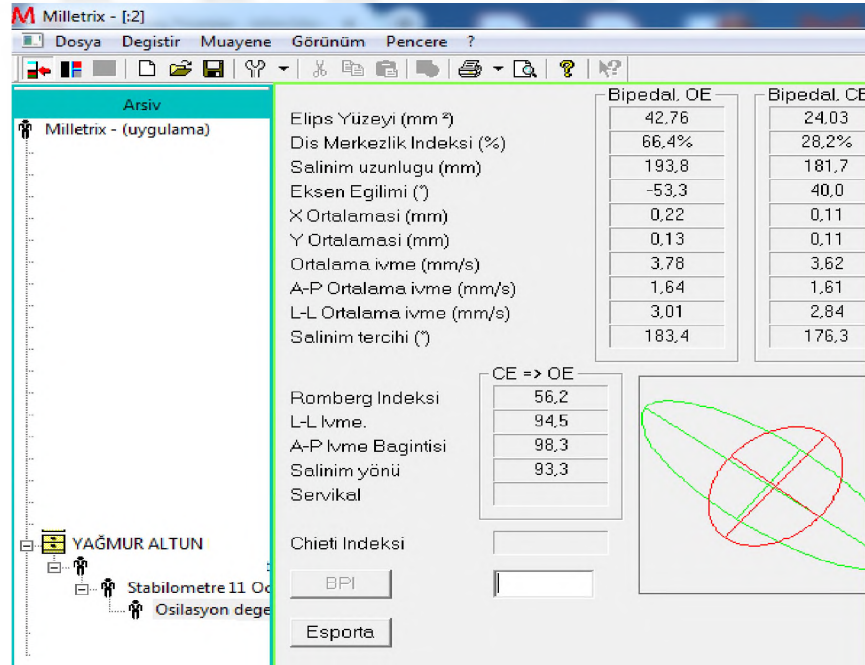 Milletrix - [:2]
Dosya Degistir Muayene Görünüm Pencere ?
Arsiv
Milletrix - (uygulama)
YAĞMUR ALTUN
Stabilometre 11 Oc
Osilasyon dege
Bipedal, OE Bipedal, CE
Elips Yüzeyi (mm ²) 42,76 24,03
Dis Merkezlik Indeksi (%) 66,4% 28,2%
Salinim uzunlugu (mm) 193,8 181,7
Eksen Egilimi (°) -53,3 40,0
X Ortalamasi (mm) 0,22 0,11
Y Ortalamasi (mm) 0,13 0,11
Ortalama ivme (mm/s) 3,78 3,62
A-P Ortalama ivme (mm/s) 1,64 1,61
L-L Ortalama ivme (mm/s) 3,01 2,84
Salinim tercihi (°) 183,4 176,3
CE => OE
Romberg Indeksi 56,2
L-L Ivme. 94,5
A-P Ivme Bagintisi 98,3
Salinim yönü 93,3
Servikal
Chieti Indeksi
BPI
Esporta